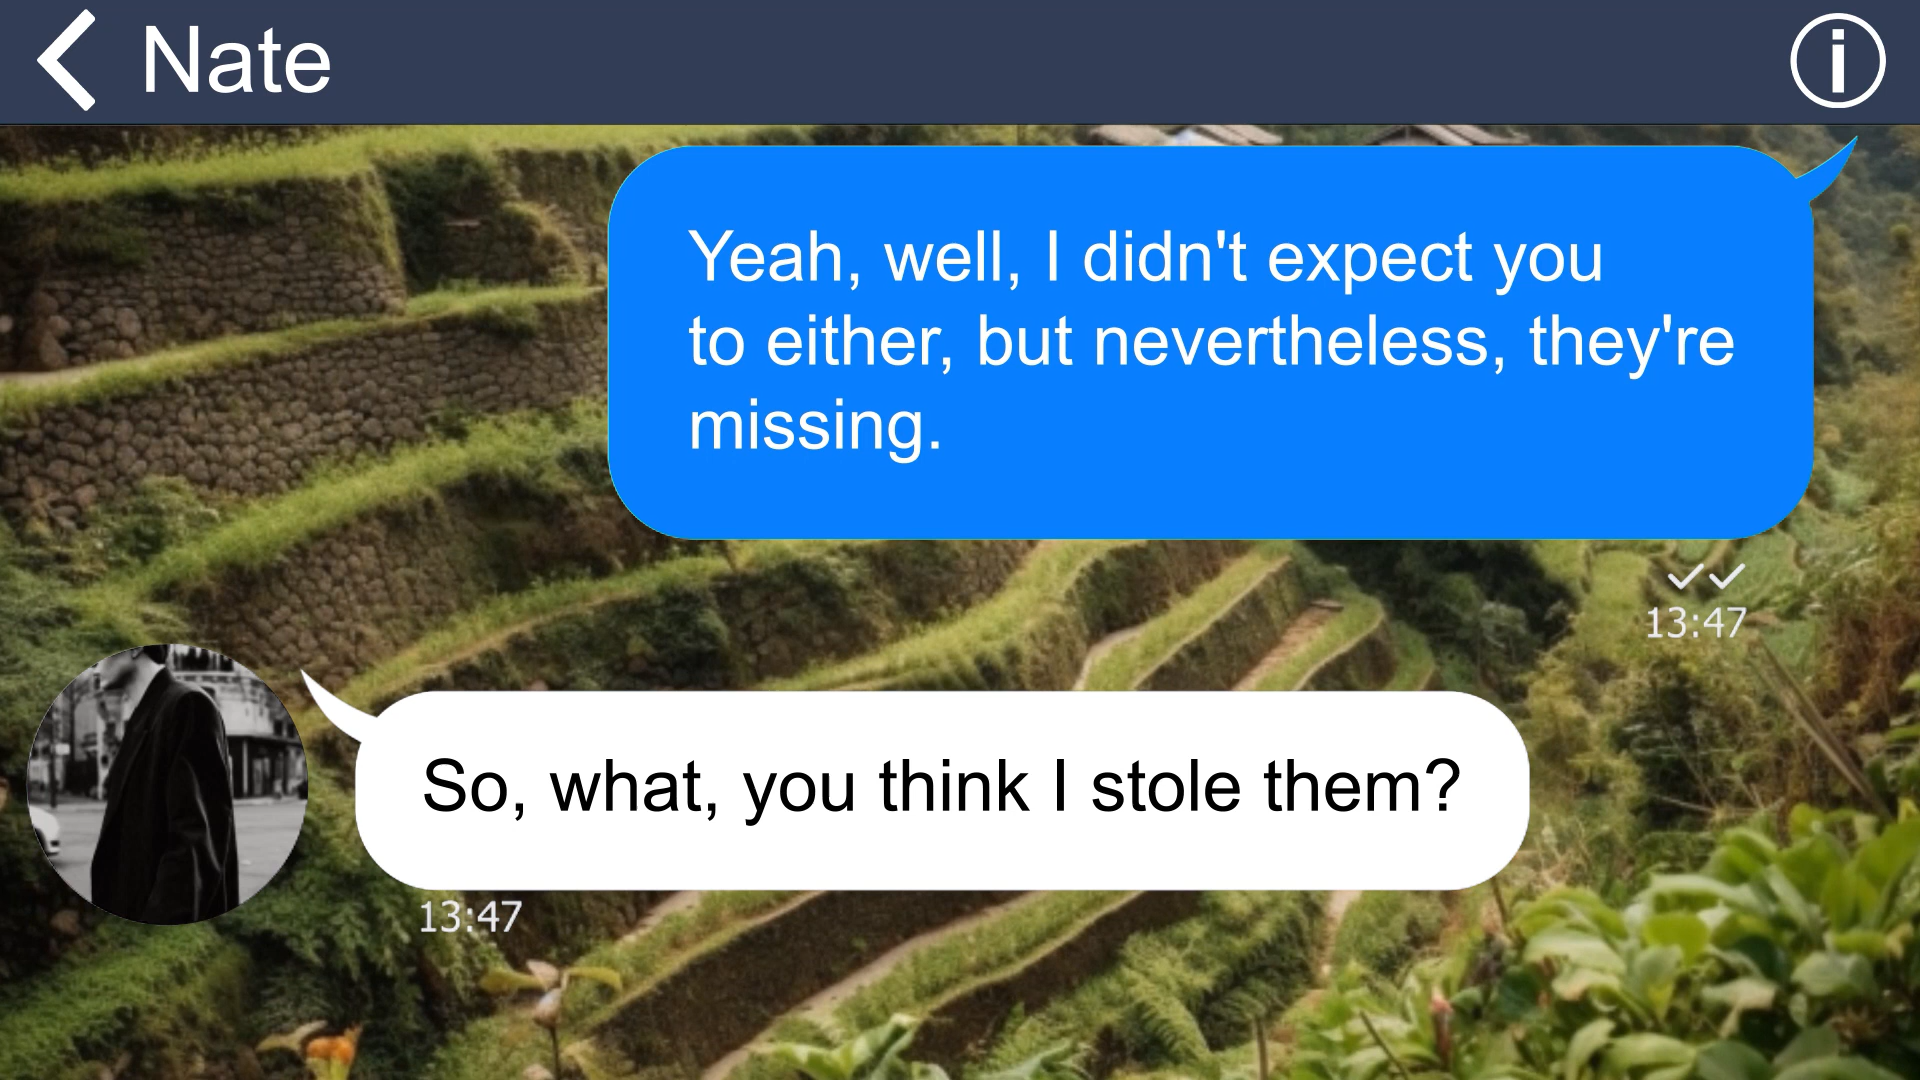 Nate
Yeah, well, I didn't expect you
to either, but nevertheless, they're
missing.
13:47
So, what, you think I stole them?
13:47